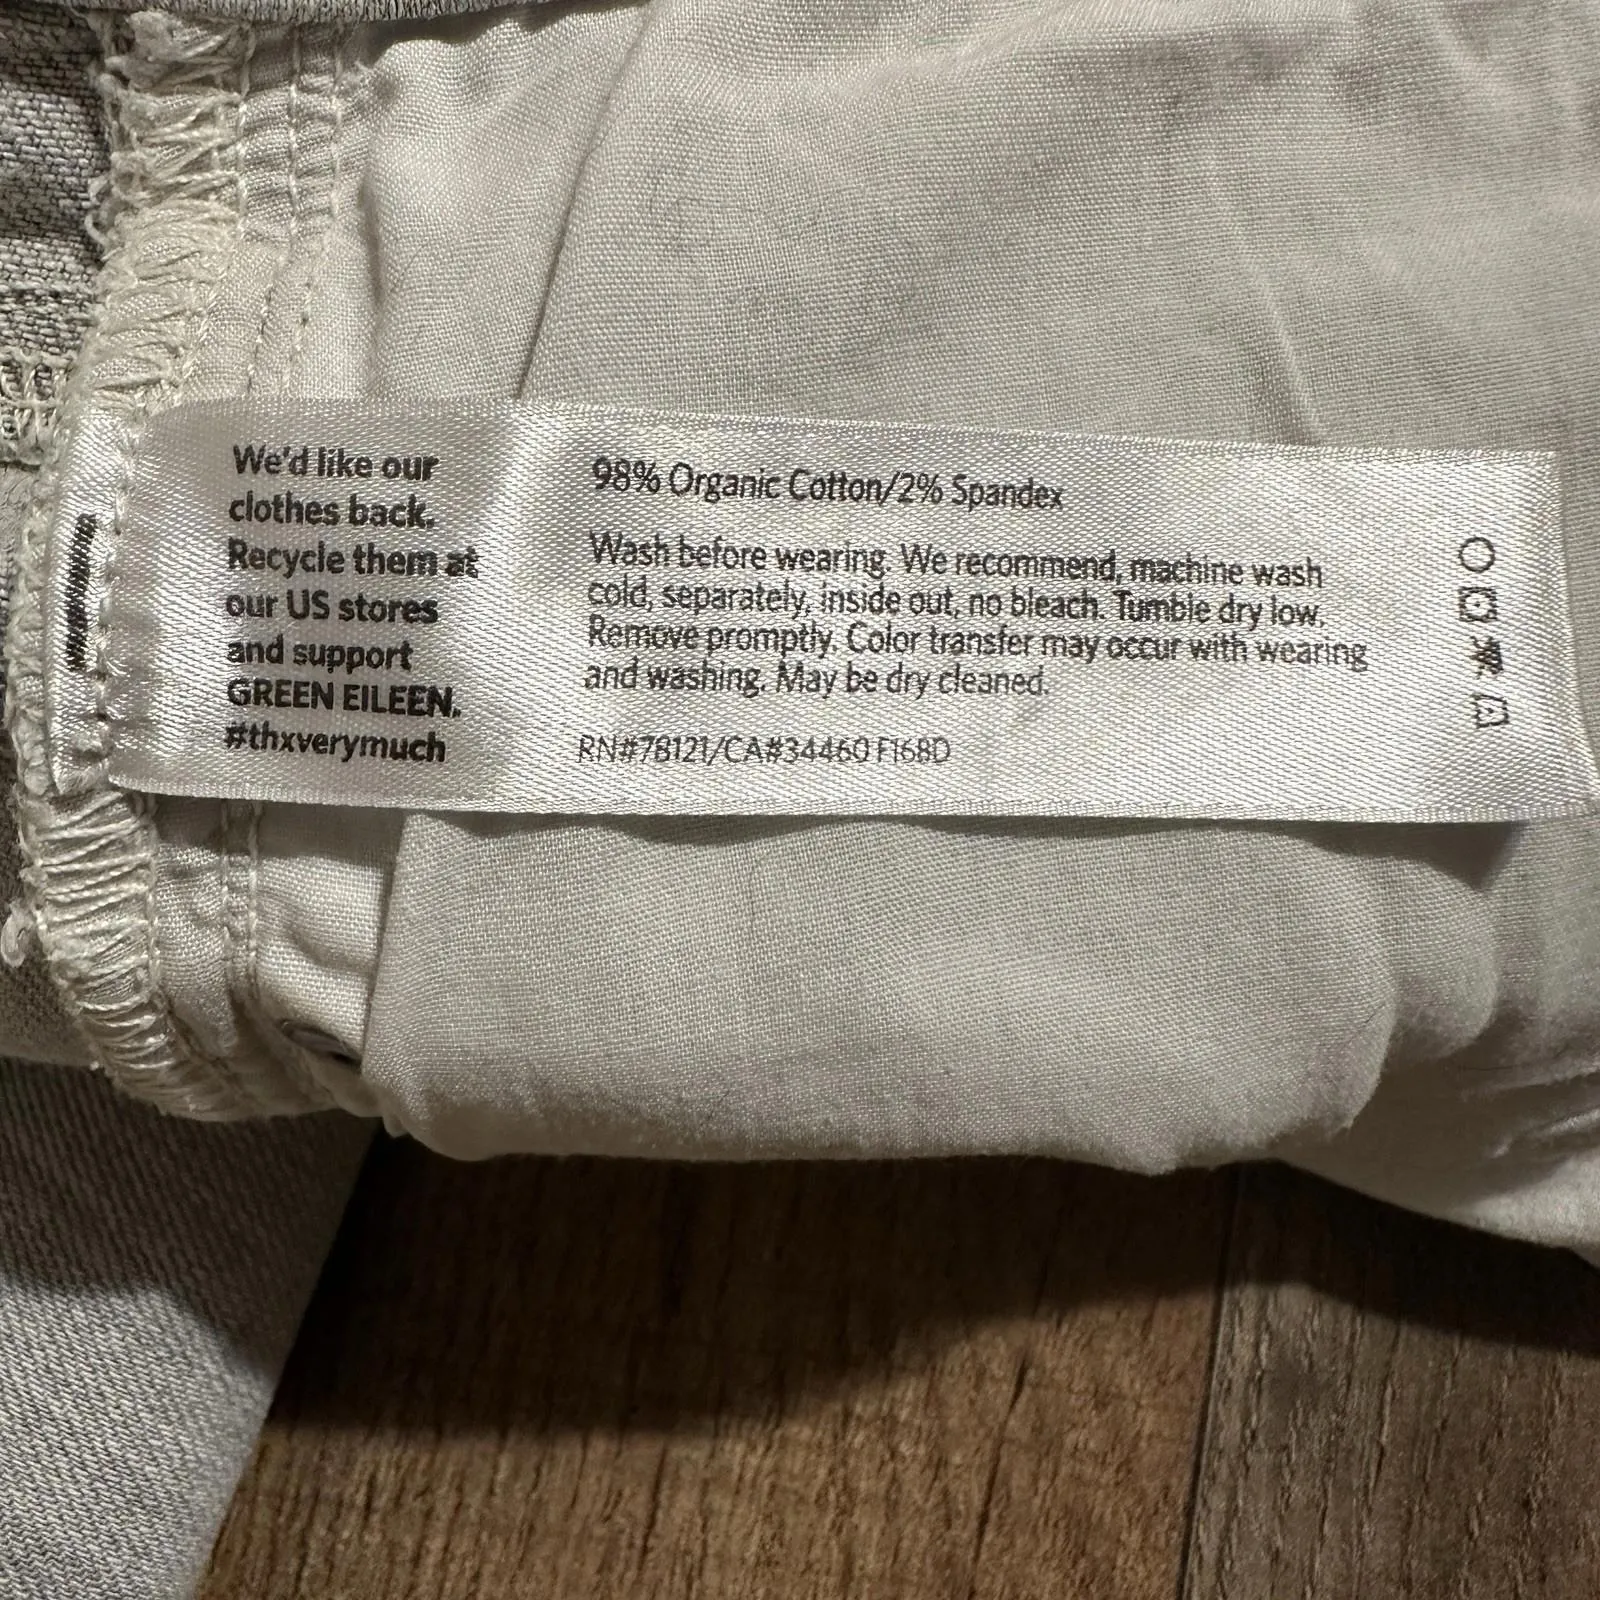 We'd like our
clothes back.
Recycle them at
our US stores
and support
GREEN EILEEN.
#thxverymuch
98% Organic Cotton/2% Spandex
Wash before wearing. We recommend, machine wash
cold, separately, inside out, no bleach. Tumble dry low.
Remove promptly. Color transfer may occur with wearing
and washing. May be dry cleaned.
RN#78121/CA#34460 F168D